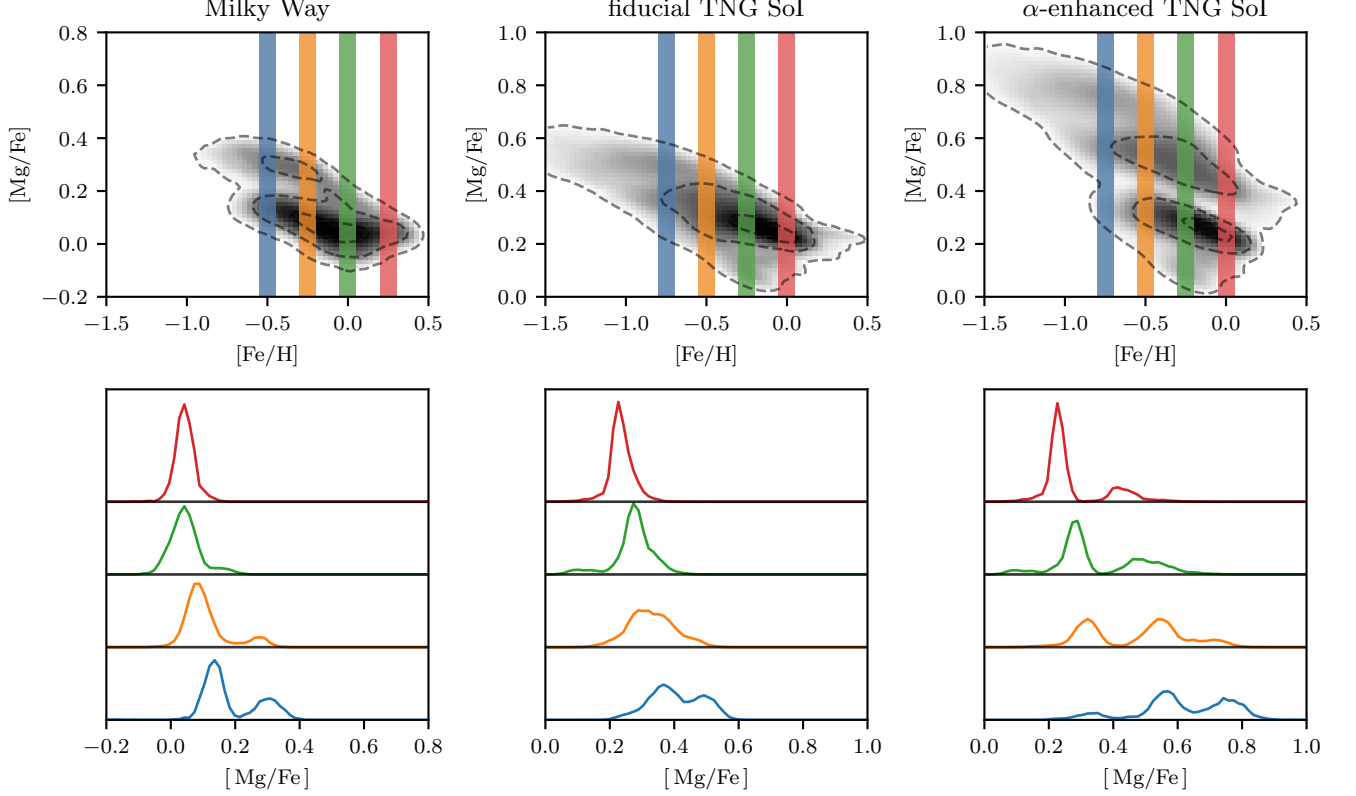 Milky Way
fiducial TNG SoI
α-enhanced TNG SoI
0.8
0.6
0.4
0.2
0.0
−0.2
[Mg/Fe]
−1.5 −1.0 −0.5 0.0 0.5
[Fe/H]
1.0
0.8
0.6
0.4
0.2
0.0
[Mg/Fe]
−1.5 −1.0 −0.5 0.0 0.5
[Fe/H]
1.0
0.8
0.6
0.4
0.2
0.0
[Mg/Fe]
−1.5 −1.0 −0.5 0.0 0.5
[Fe/H]
−0.2 0.0 0.2 0.4 0.6 0.8
[Mg/Fe]
0.0 0.2 0.4 0.6 0.8 1.0
[Mg/Fe]
0.0 0.2 0.4 0.6 0.8 1.0
[Mg/Fe]